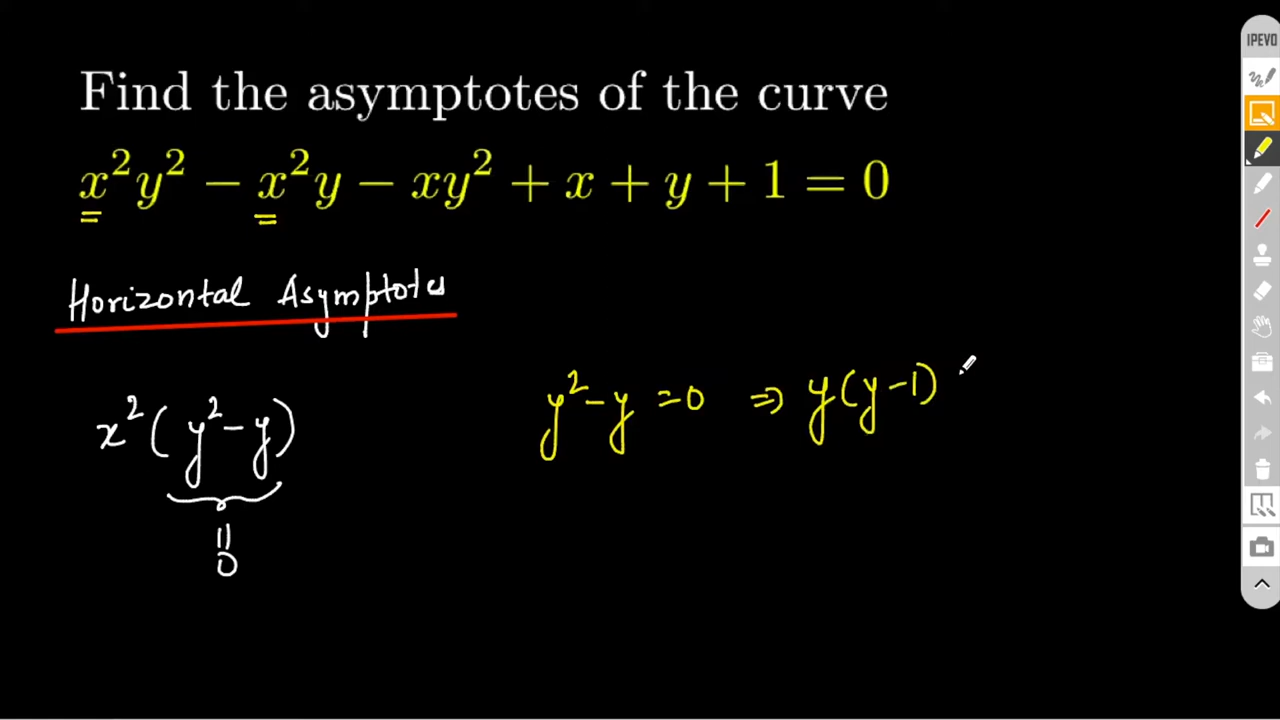 IPEVO
Find the asymptotes of the curve
x²y² − x²y − xy² + x + y + 1 = 0
Horizontal Asymptotes
y² − y = 0 ⇒ y(y−1)
x²(y² − y)
||
0